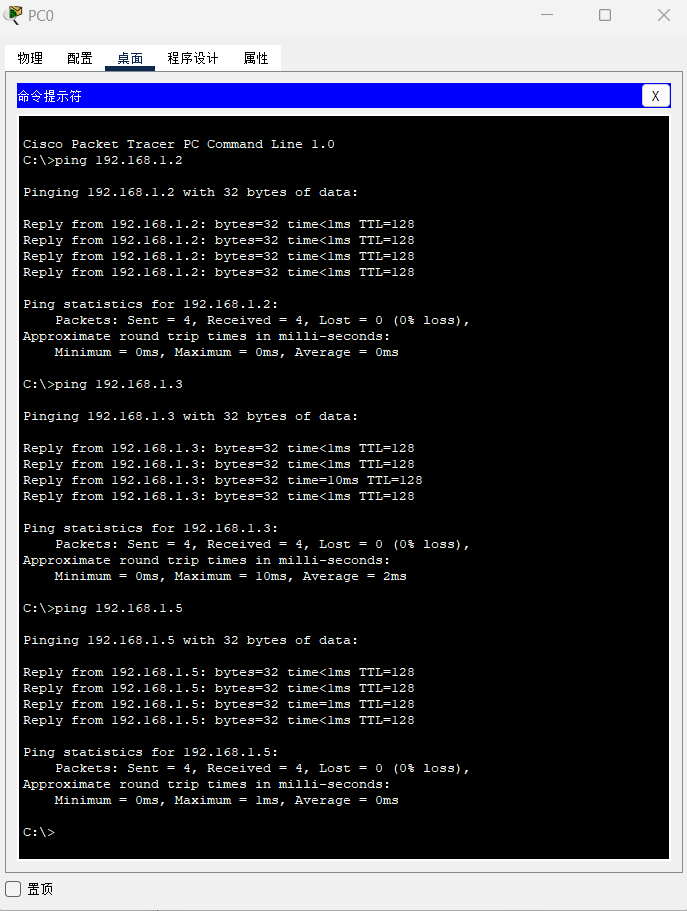 PC0
物理 配置 桌面 程序设计 属性
命令提示符 X
Cisco Packet Tracer PC Command Line 1.0
C:\>ping 192.168.1.2
Pinging 192.168.1.2 with 32 bytes of data:
Reply from 192.168.1.2: bytes=32 time<1ms TTL=128
Reply from 192.168.1.2: bytes=32 time<1ms TTL=128
Reply from 192.168.1.2: bytes=32 time<1ms TTL=128
Reply from 192.168.1.2: bytes=32 time<1ms TTL=128
Ping statistics for 192.168.1.2:
    Packets: Sent = 4, Received = 4, Lost = 0 (0% loss),
Approximate round trip times in milli-seconds:
    Minimum = 0ms, Maximum = 0ms, Average = 0ms
C:\>ping 192.168.1.3
Pinging 192.168.1.3 with 32 bytes of data:
Reply from 192.168.1.3: bytes=32 time<1ms TTL=128
Reply from 192.168.1.3: bytes=32 time<1ms TTL=128
Reply from 192.168.1.3: bytes=32 time=10ms TTL=128
Reply from 192.168.1.3: bytes=32 time<1ms TTL=128
Ping statistics for 192.168.1.3:
    Packets: Sent = 4, Received = 4, Lost = 0 (0% loss),
Approximate round trip times in milli-seconds:
    Minimum = 0ms, Maximum = 10ms, Average = 2ms
C:\>ping 192.168.1.5
Pinging 192.168.1.5 with 32 bytes of data:
Reply from 192.168.1.5: bytes=32 time<1ms TTL=128
Reply from 192.168.1.5: bytes=32 time<1ms TTL=128
Reply from 192.168.1.5: bytes=32 time=1ms TTL=128
Reply from 192.168.1.5: bytes=32 time<1ms TTL=128
Ping statistics for 192.168.1.5:
    Packets: Sent = 4, Received = 4, Lost = 0 (0% loss),
Approximate round trip times in milli-seconds:
    Minimum = 0ms, Maximum = 1ms, Average = 0ms
C:\>
置顶